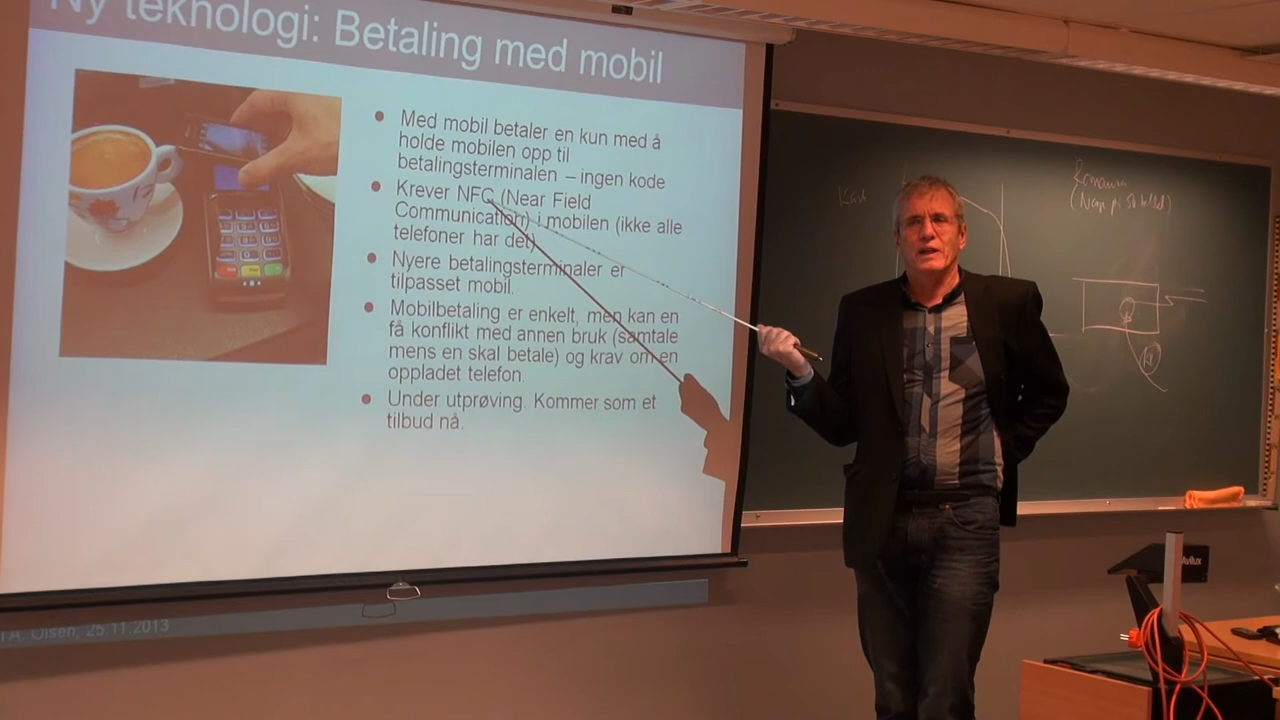 Ny teknologi: Betaling med mobil
Med mobil betaler en kun med å
holde mobilen opp til
betalingsterminalen – ingen kode
Krever NFC (Near Field
Communication) i mobilen (ikke alle
telefoner har det)
Nyere betalingsterminaler er
tilpasset mobil.
Mobilbetaling er enkelt, men kan en
få konflikt med annen bruk (samtale
mens en skal betale) og krav om en
oppladet telefon.
Under utprøving. Kommer som et
tilbud nå.
A. Olsen, 25.11.2013
Avilux